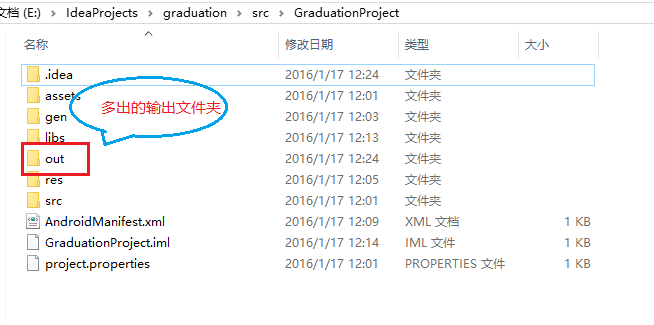 文档 (E:) > IdeaProjects > graduation > src > GraduationProject
名称 修改日期 类型 大小
.idea 2016/1/17 12:24 文件夹
assets 2016/1/17 12:01 文件夹
多出的输出文件夹
gen 2016/1/17 12:03 文件夹
libs 2016/1/17 12:13 文件夹
out 2016/1/17 12:24 文件夹
res 2016/1/17 12:05 文件夹
src 2016/1/17 12:01 文件夹
AndroidManifest.xml 2016/1/17 12:09 XML 文档 1 KB
GraduationProject.iml 2016/1/17 12:14 IML 文件 1 KB
project.properties 2016/1/17 12:01 PROPERTIES 文件 1 KB